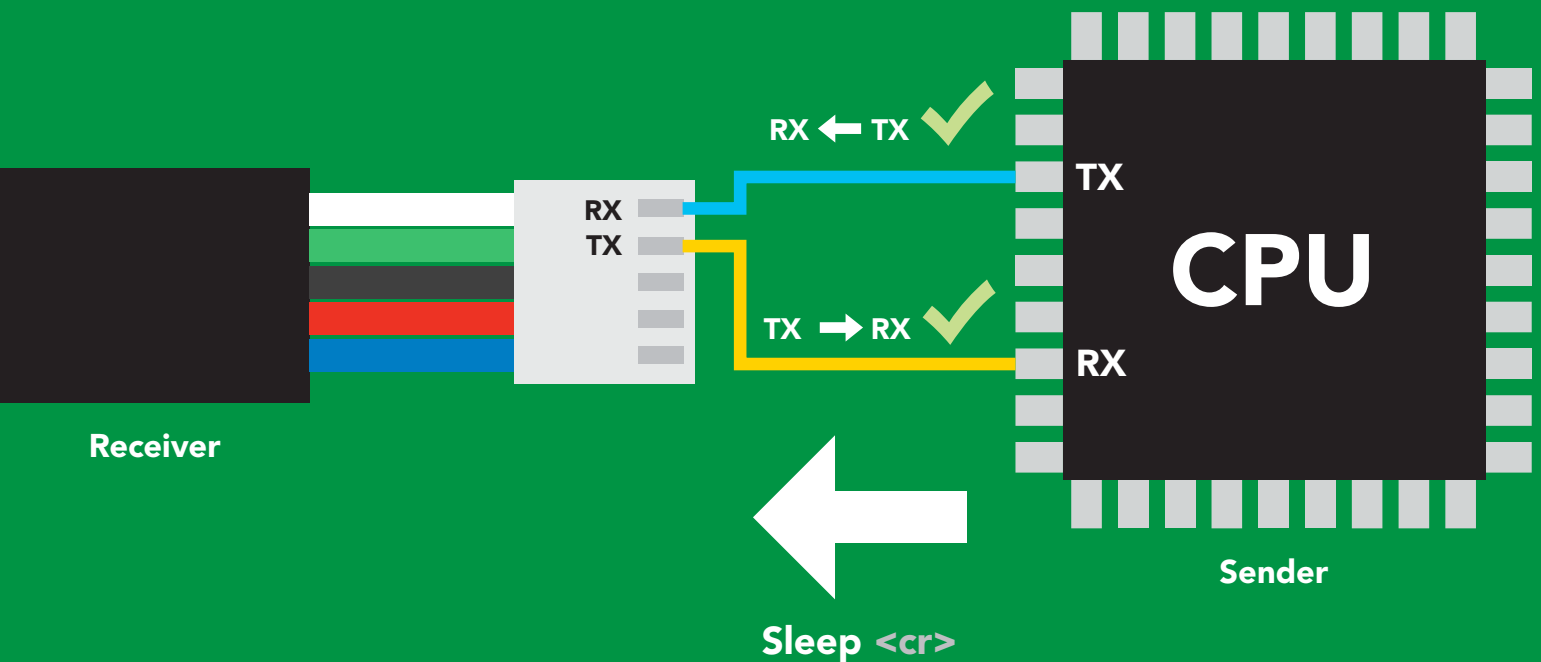 RX TX
TX
RX
TX
CPU
TX RX
RX
Receiver
Sender
Sleep <cr>